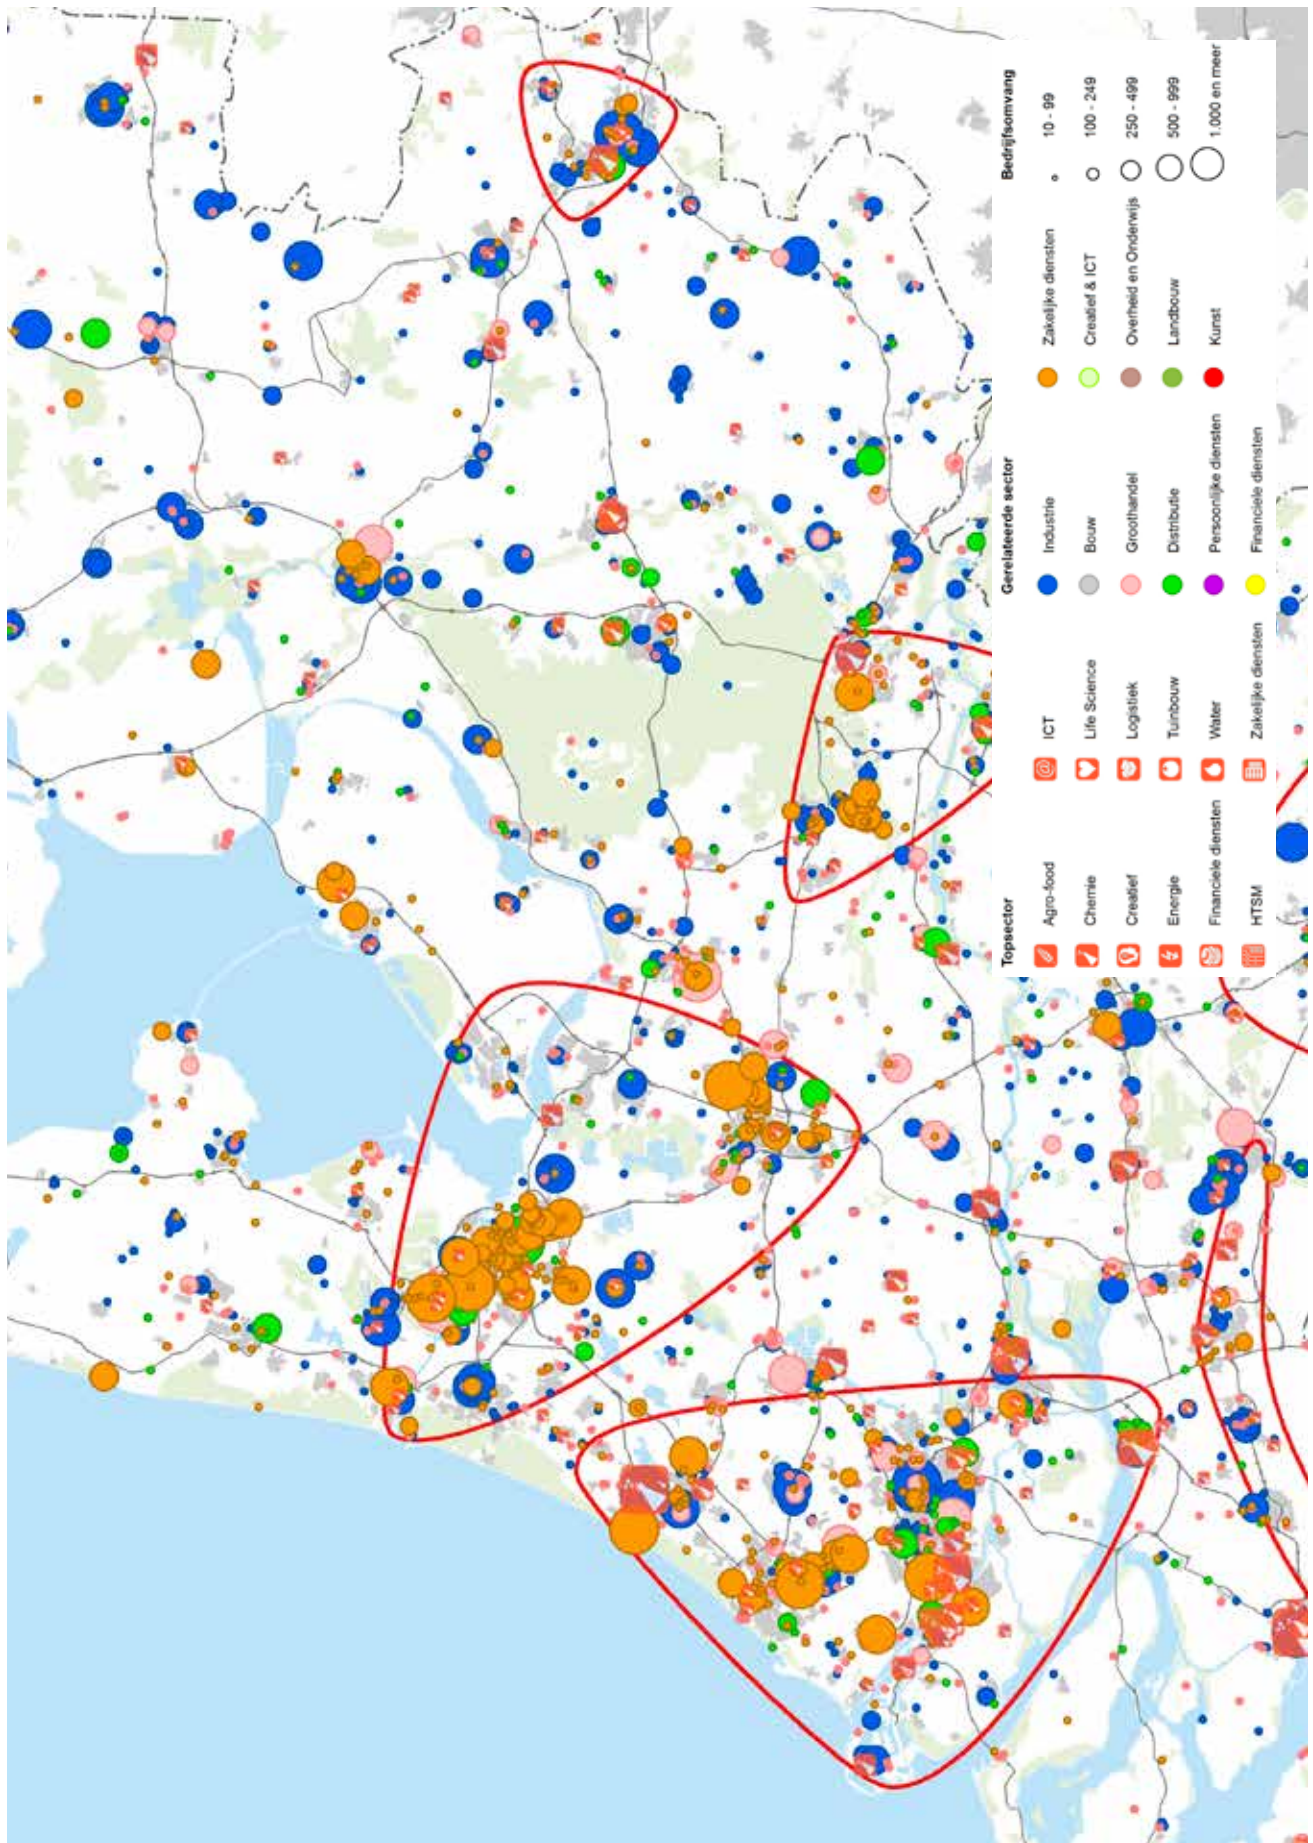 Topsector
Agro-food
Chemie
Creatief
Energie
Financiele diensten
HTSM
ICT
Life Science
Logistiek
Tuinbouw
Water
Zakelijke diensten
Gerelateerde sector
Industrie
Bouw
Groothandel
Distributie
Persoonlijke diensten
Financiele diensten
Zakelijke diensten
Creatief & ICT
Overheid en Onderwijs
Landbouw
Kunst
Bedrijfsomvang
10 - 99
100 - 249
250 - 499
500 - 999
1.000 en meer